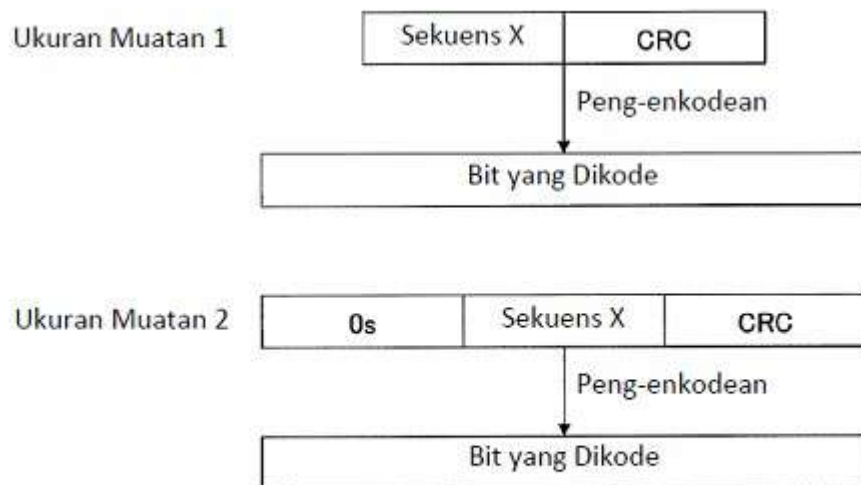 Ukuran Muatan 1
Sekuens X
CRC
Peng-enkodean
Bit yang Dikode
Ukuran Muatan 2
0s
Sekuens X
CRC
Peng-enkodean
Bit yang Dikode